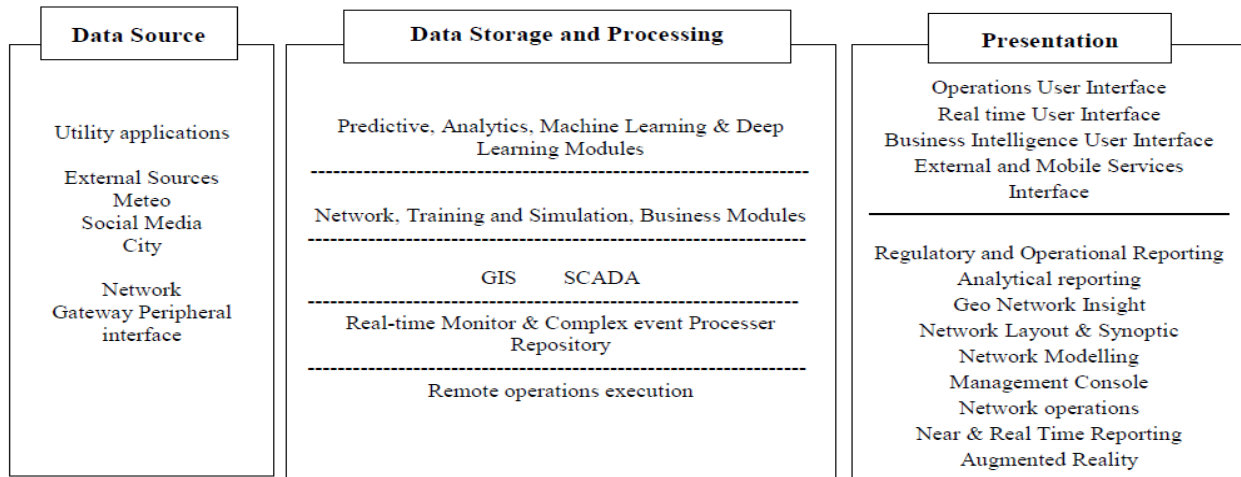 Data Source
Utility applications
External Sources
Meteo
Social Media
City
Network
Gateway Peripheral
interface
Data Storage and Processing
Predictive, Analytics, Machine Learning & Deep
Learning Modules
Network, Training and Simulation, Business Modules
GIS SCADA
Real-time Monitor & Complex event Processer
Repository
Remote operations execution
Presentation
Operations User Interface
Real time User Interface
Business Intelligence User Interface
External and Mobile Services
Interface
Regulatory and Operational Reporting
Analytical reporting
Geo Network Insight
Network Layout & Synoptic
Network Modelling
Management Console
Network operations
Near & Real Time Reporting
Augmented Reality